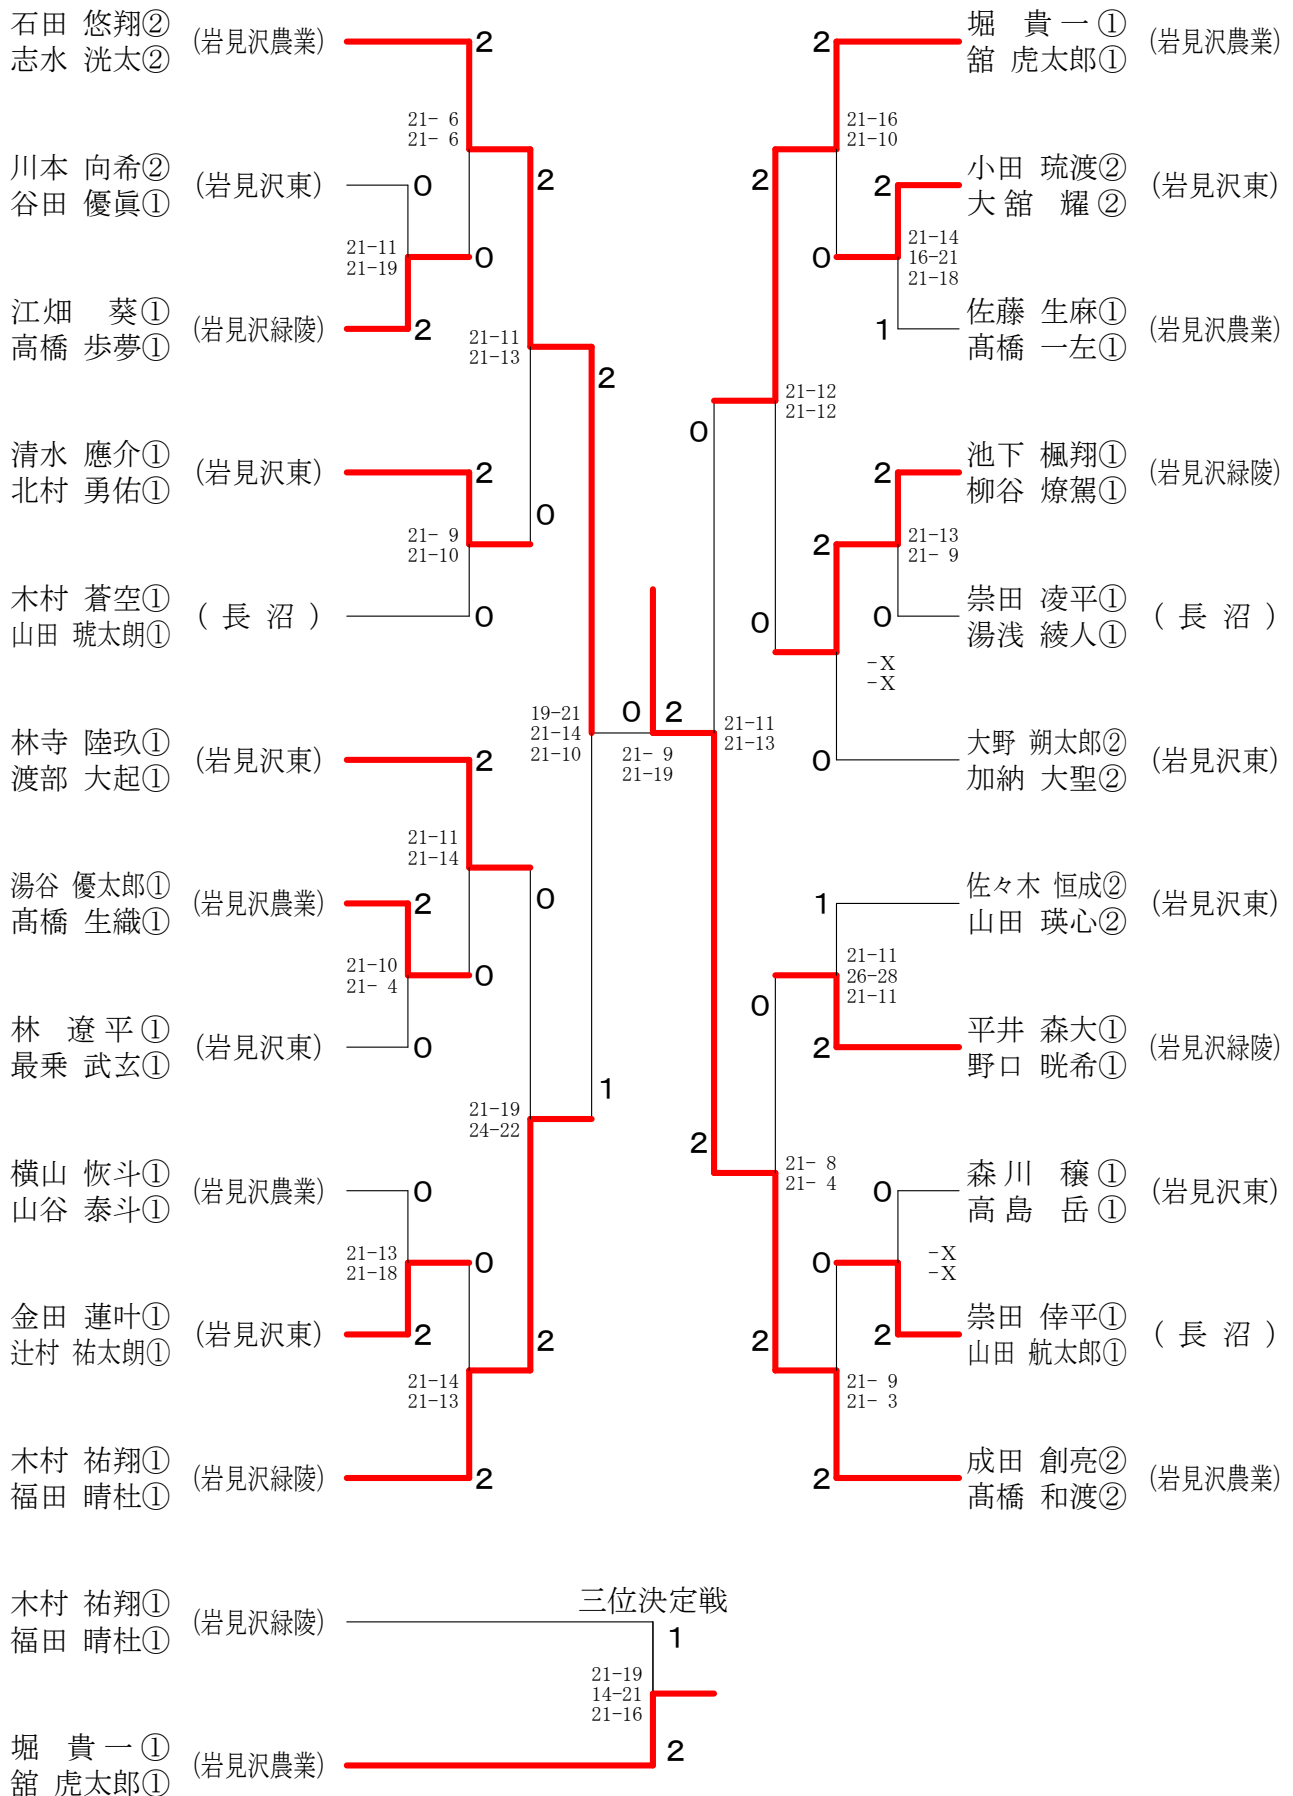 石田 悠翔②
志水 洸太②
(岩見沢農業)
2
21- 6
21- 6
2
川本 向希②
谷田 優眞①
(岩見沢東)
0
21-11
21-19
0
江畑 葵①
高橋 歩夢①
(岩見沢緑陵)
2
21-11
21-13
2
清水 應介①
北村 勇佑①
(岩見沢東)
2
21- 9
21-10
0
木村 蒼空①
山田 琥太朗①
( 長 沼 )
0
19-21
21-14
21-10
林寺 陸玖①
渡部 大起①
(岩見沢東)
2
21-11
21-14
0
湯谷 優太郎①
髙橋 生織①
(岩見沢農業)
2
21-10
21- 4
0
林 遼平①
最乗 武玄①
(岩見沢東)
0
21-19
24-22
1
横山 恢斗①
山谷 泰斗①
(岩見沢農業)
0
21-13
21-18
0
金田 蓮叶①
辻村 祐太朗①
(岩見沢東)
2
2
21-14
21-13
木村 祐翔①
福田 晴杜①
(岩見沢緑陵)
2
0
2
21- 9
21-19
2
堀 貴一①
舘 虎太郎①
(岩見沢農業)
21-16
21-10
2
小田 琉渡②
大舘 耀②
(岩見沢東)
2
0
21-14
16-21
21-18
1
佐藤 生麻①
髙橋 一左①
(岩見沢農業)
21-12
21-12
0
2
池下 楓翔①
柳谷 燎駕①
(岩見沢緑陵)
2
21-13
21- 9
0
崇田 凌平①
湯浅 綾人①
( 長 沼 )
0
-X
-X
21-11
21-13
0
大野 朔太郎②
加納 大聖②
(岩見沢東)
1
佐々木 恒成②
山田 瑛心②
(岩見沢東)
21-11
26-28
21-11
0
2
平井 森大①
野口 晄希①
(岩見沢緑陵)
2
21- 8
21- 4
0
森川 穣①
高島 岳①
(岩見沢東)
0
-X
-X
2
崇田 倖平①
山田 航太郎①
( 長 沼 )
2
21- 9
21- 3
2
成田 創亮②
髙橋 和渡②
(岩見沢農業)
三位決定戦
木村 祐翔①
福田 晴杜①
(岩見沢緑陵)
1
21-19
14-21
21-16
2
堀 貴一①
舘 虎太郎①
(岩見沢農業)